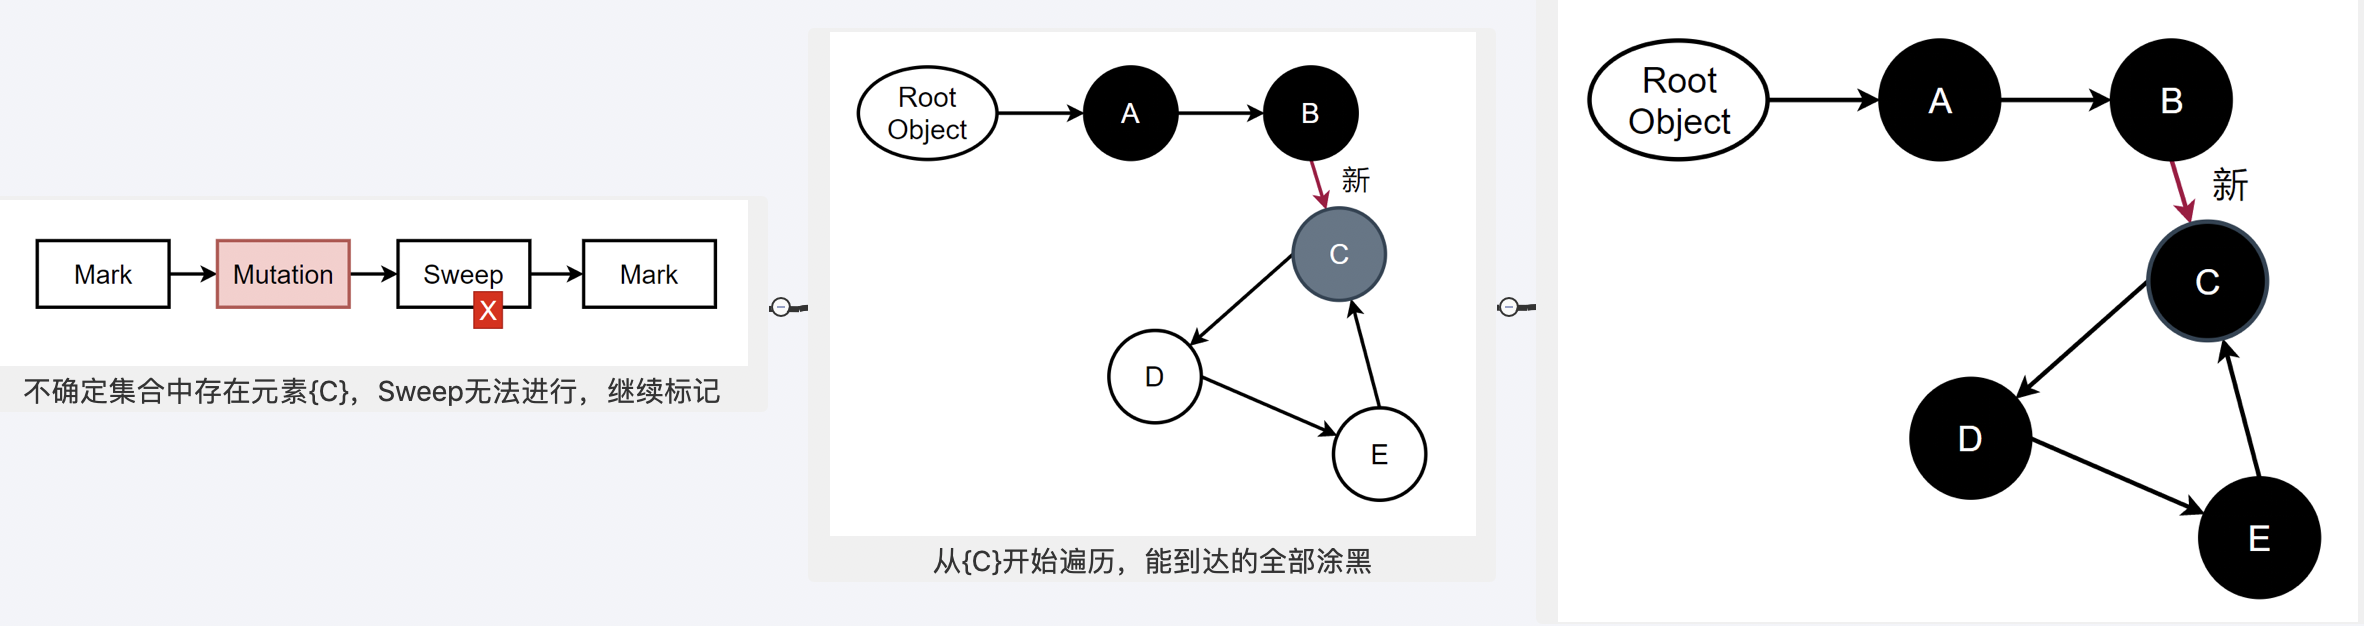 Mark
Mutation
Sweep
X
Mark
不确定集合中存在元素{C}，Sweep无法进行，继续标记
Root
Object
A
B
新
C
D
E
从{C}开始遍历，能到达的全部涂黑
Root
Object
A
B
新
C
D
E